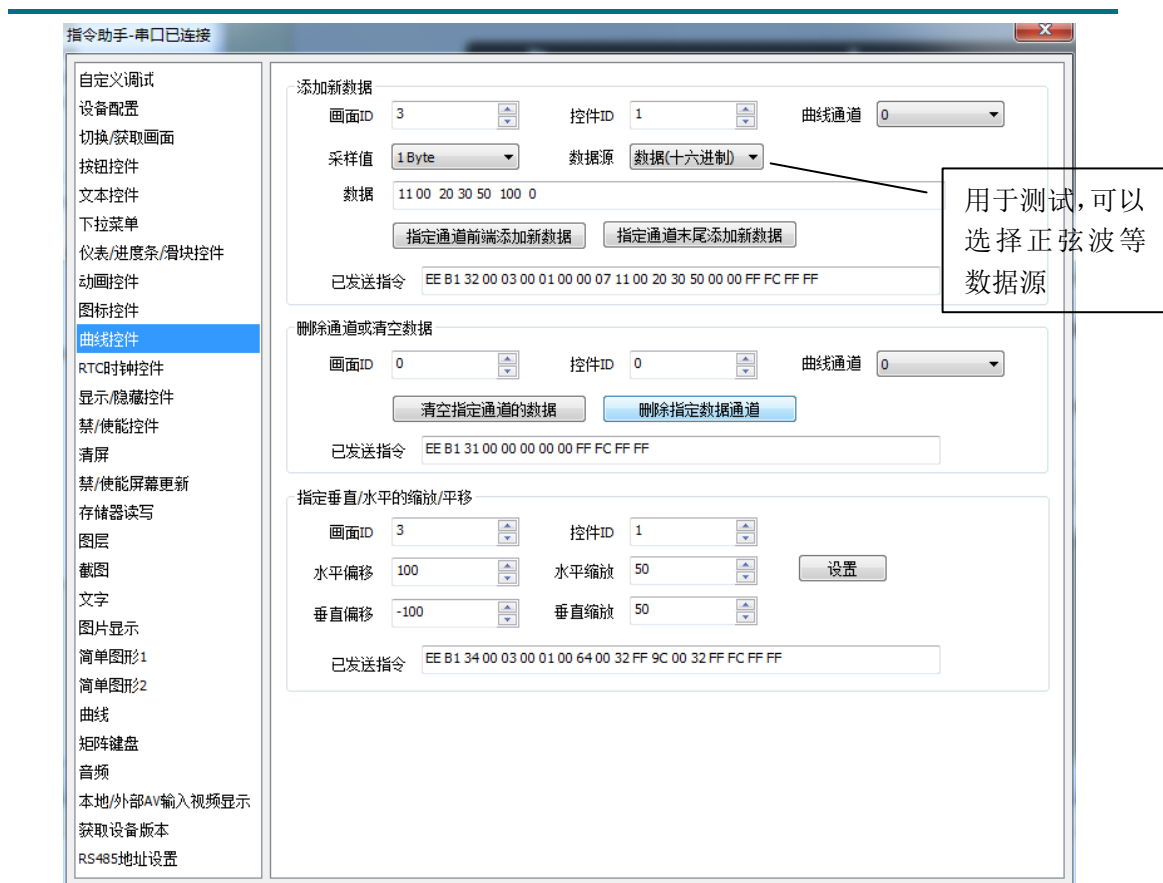 指令助手-串口已连接
X
自定义调试
设备配置
切换/获取画面
按钮控件
文本控件
下拉菜单
仪表/进度条/滑块控件
动画控件
图标控件
曲线控件
RTC时钟控件
显示/隐藏控件
禁/使能控件
清屏
禁/使能屏幕更新
存储器读写
图层
截图
文字
图片显示
简单图形1
简单图形2
曲线
矩阵键盘
音频
本地/外部AV输入视频显示
获取设备版本
RS485地址设置
添加新数据
画面ID 3 控件ID 1 曲线通道 0
采样值 1Byte 数据源 数据(十六进制)
数据 11 00 20 30 50 100 0
指定通道前端添加新数据 指定通道末尾添加新数据
已发送指令 EE B1 32 00 03 00 01 00 00 07 11 00 20 30 50 00 00 FF FC FF FF
删除通道或清空数据
画面ID 0 控件ID 0 曲线通道 0
清空指定通道的数据 删除指定数据通道
已发送指令 EE B1 31 00 00 00 00 00 FF FC FF FF
指定垂直/水平的缩放/平移
画面ID 3 控件ID 1
水平偏移 100 水平缩放 50 设置
垂直偏移 -100 垂直缩放 50
已发送指令 EE B1 34 00 03 00 01 00 64 00 32 FF 9C 00 32 FF FC FF FF
用于测试,可以
选择正弦波等
数据源